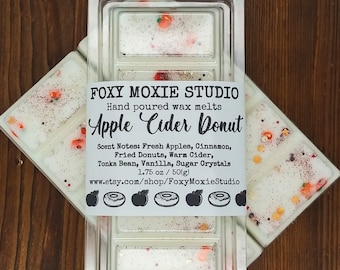 FOXY MOXIE STUDIO
Hand poured wax melts
Apple Cider Donut
Scent Notes: Fresh Apples, Cinnamon,
Fried Donuts, Warm Cider,
Tonka Bean, Vanilla, Sugar Crystals
1.75 oz / 50(g)
www.etsy.com/shop/FoxyMoxieStudio